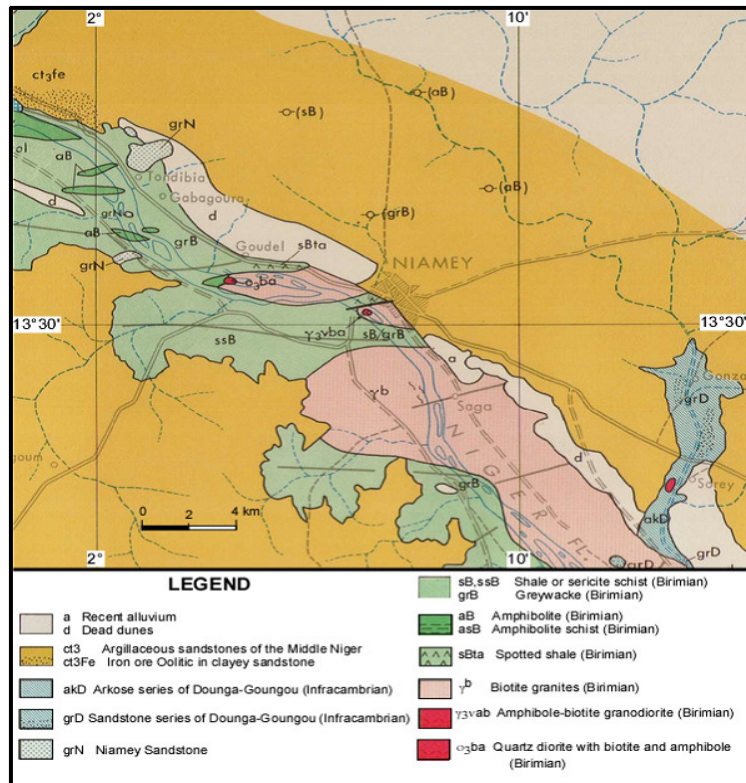 2°
10'
ct₃fe
(aB)
(sB)
grN
ol
aB
Tondibia
Gabagoura
(aB)
d
grN
d
(grB)
aB
grB
sBta
Goudel
NIAMEY
grN
σ₃ba
13°30'
13°30'
γ₃vba
sB/grB
ssB
a
Gonza
grD
γb
Saga
NIGER FL.
goum
d
grB
Sorey
0 2 4 km
akD
grD
grD
2°
10'
LEGEND
a Recent alluvium
d Dead dunes
ct3 Argillaceous sandstones of the Middle Niger
ct3Fe Iron ore Oolitic in clayey sandstone
akD Arkose series of Dounga-Goungou (Infracambrian)
grD Sandstone series of Dounga-Goungou (Infracambrian)
grN Niamey Sandstone
sB,ssB Shale or sericite schist (Birimian)
grB Greywacke (Birimian)
aB Amphibolite (Birimian)
asB Amphibolite schist (Birimian)
sBta Spotted shale (Birimian)
γᵇ Biotite granites (Birimian)
γ3vab Amphibole-biotite granodiorite (Birimian)
σ3ba Quartz diorite with biotite and amphibole
(Birimian)